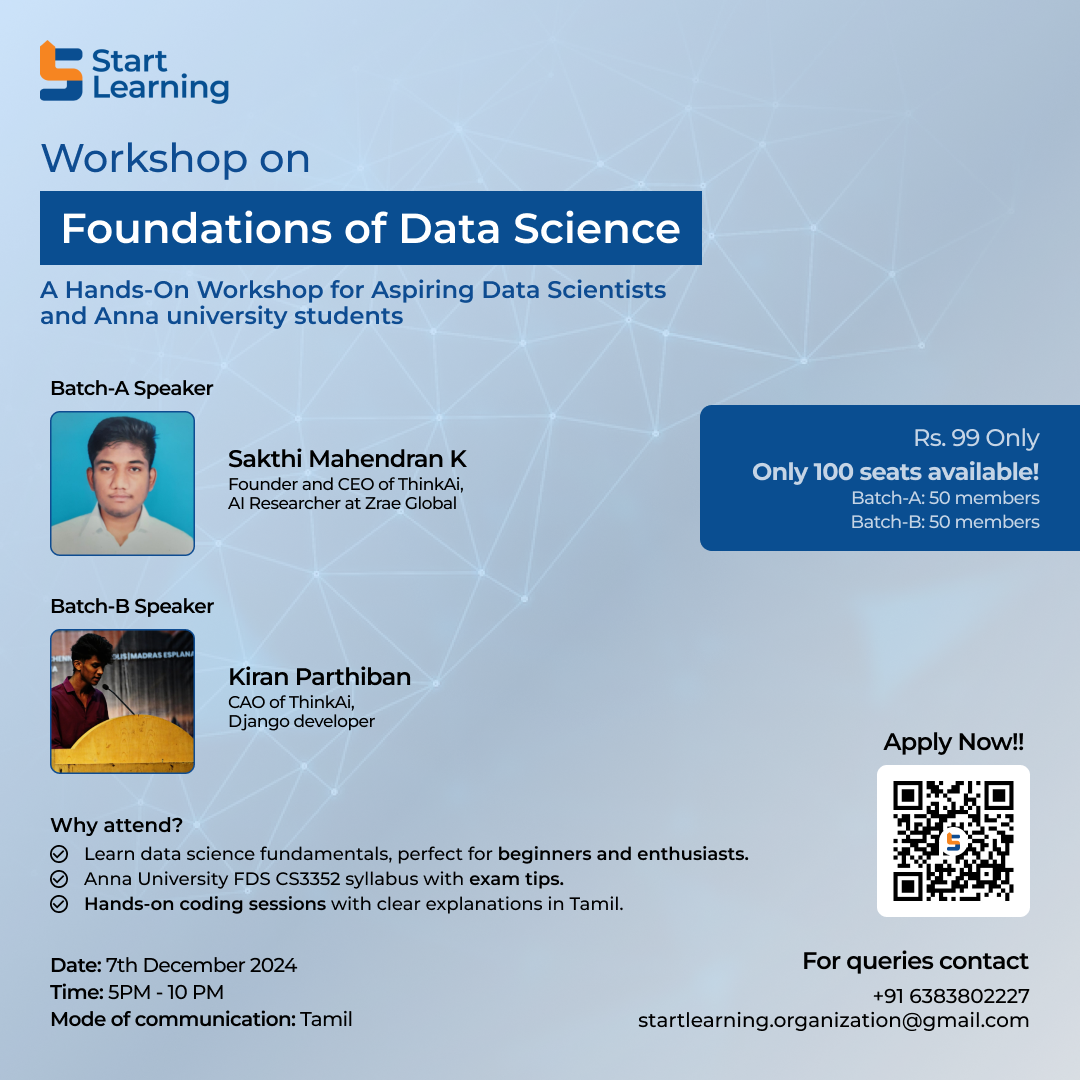 Start
Learning
Workshop on
Foundations of Data Science
A Hands-On Workshop for Aspiring Data Scientists
and Anna university students
Batch-A Speaker
Sakthi Mahendran K
Founder and CEO of ThinkAi,
AI Researcher at Zrae Global
Rs. 99 Only
Only 100 seats available!
Batch-A: 50 members
Batch-B: 50 members
Batch-B Speaker
MADRAS ESPLANA
Kiran Parthiban
CAO of ThinkAi,
Django developer
Apply Now!!
Why attend?
Learn data science fundamentals, perfect for beginners and enthusiasts.
Anna University FDS CS3352 syllabus with exam tips.
Hands-on coding sessions with clear explanations in Tamil.
Date: 7th December 2024
Time: 5PM - 10 PM
Mode of communication: Tamil
For queries contact
+91 6383802227
startlearning.organization@gmail.com